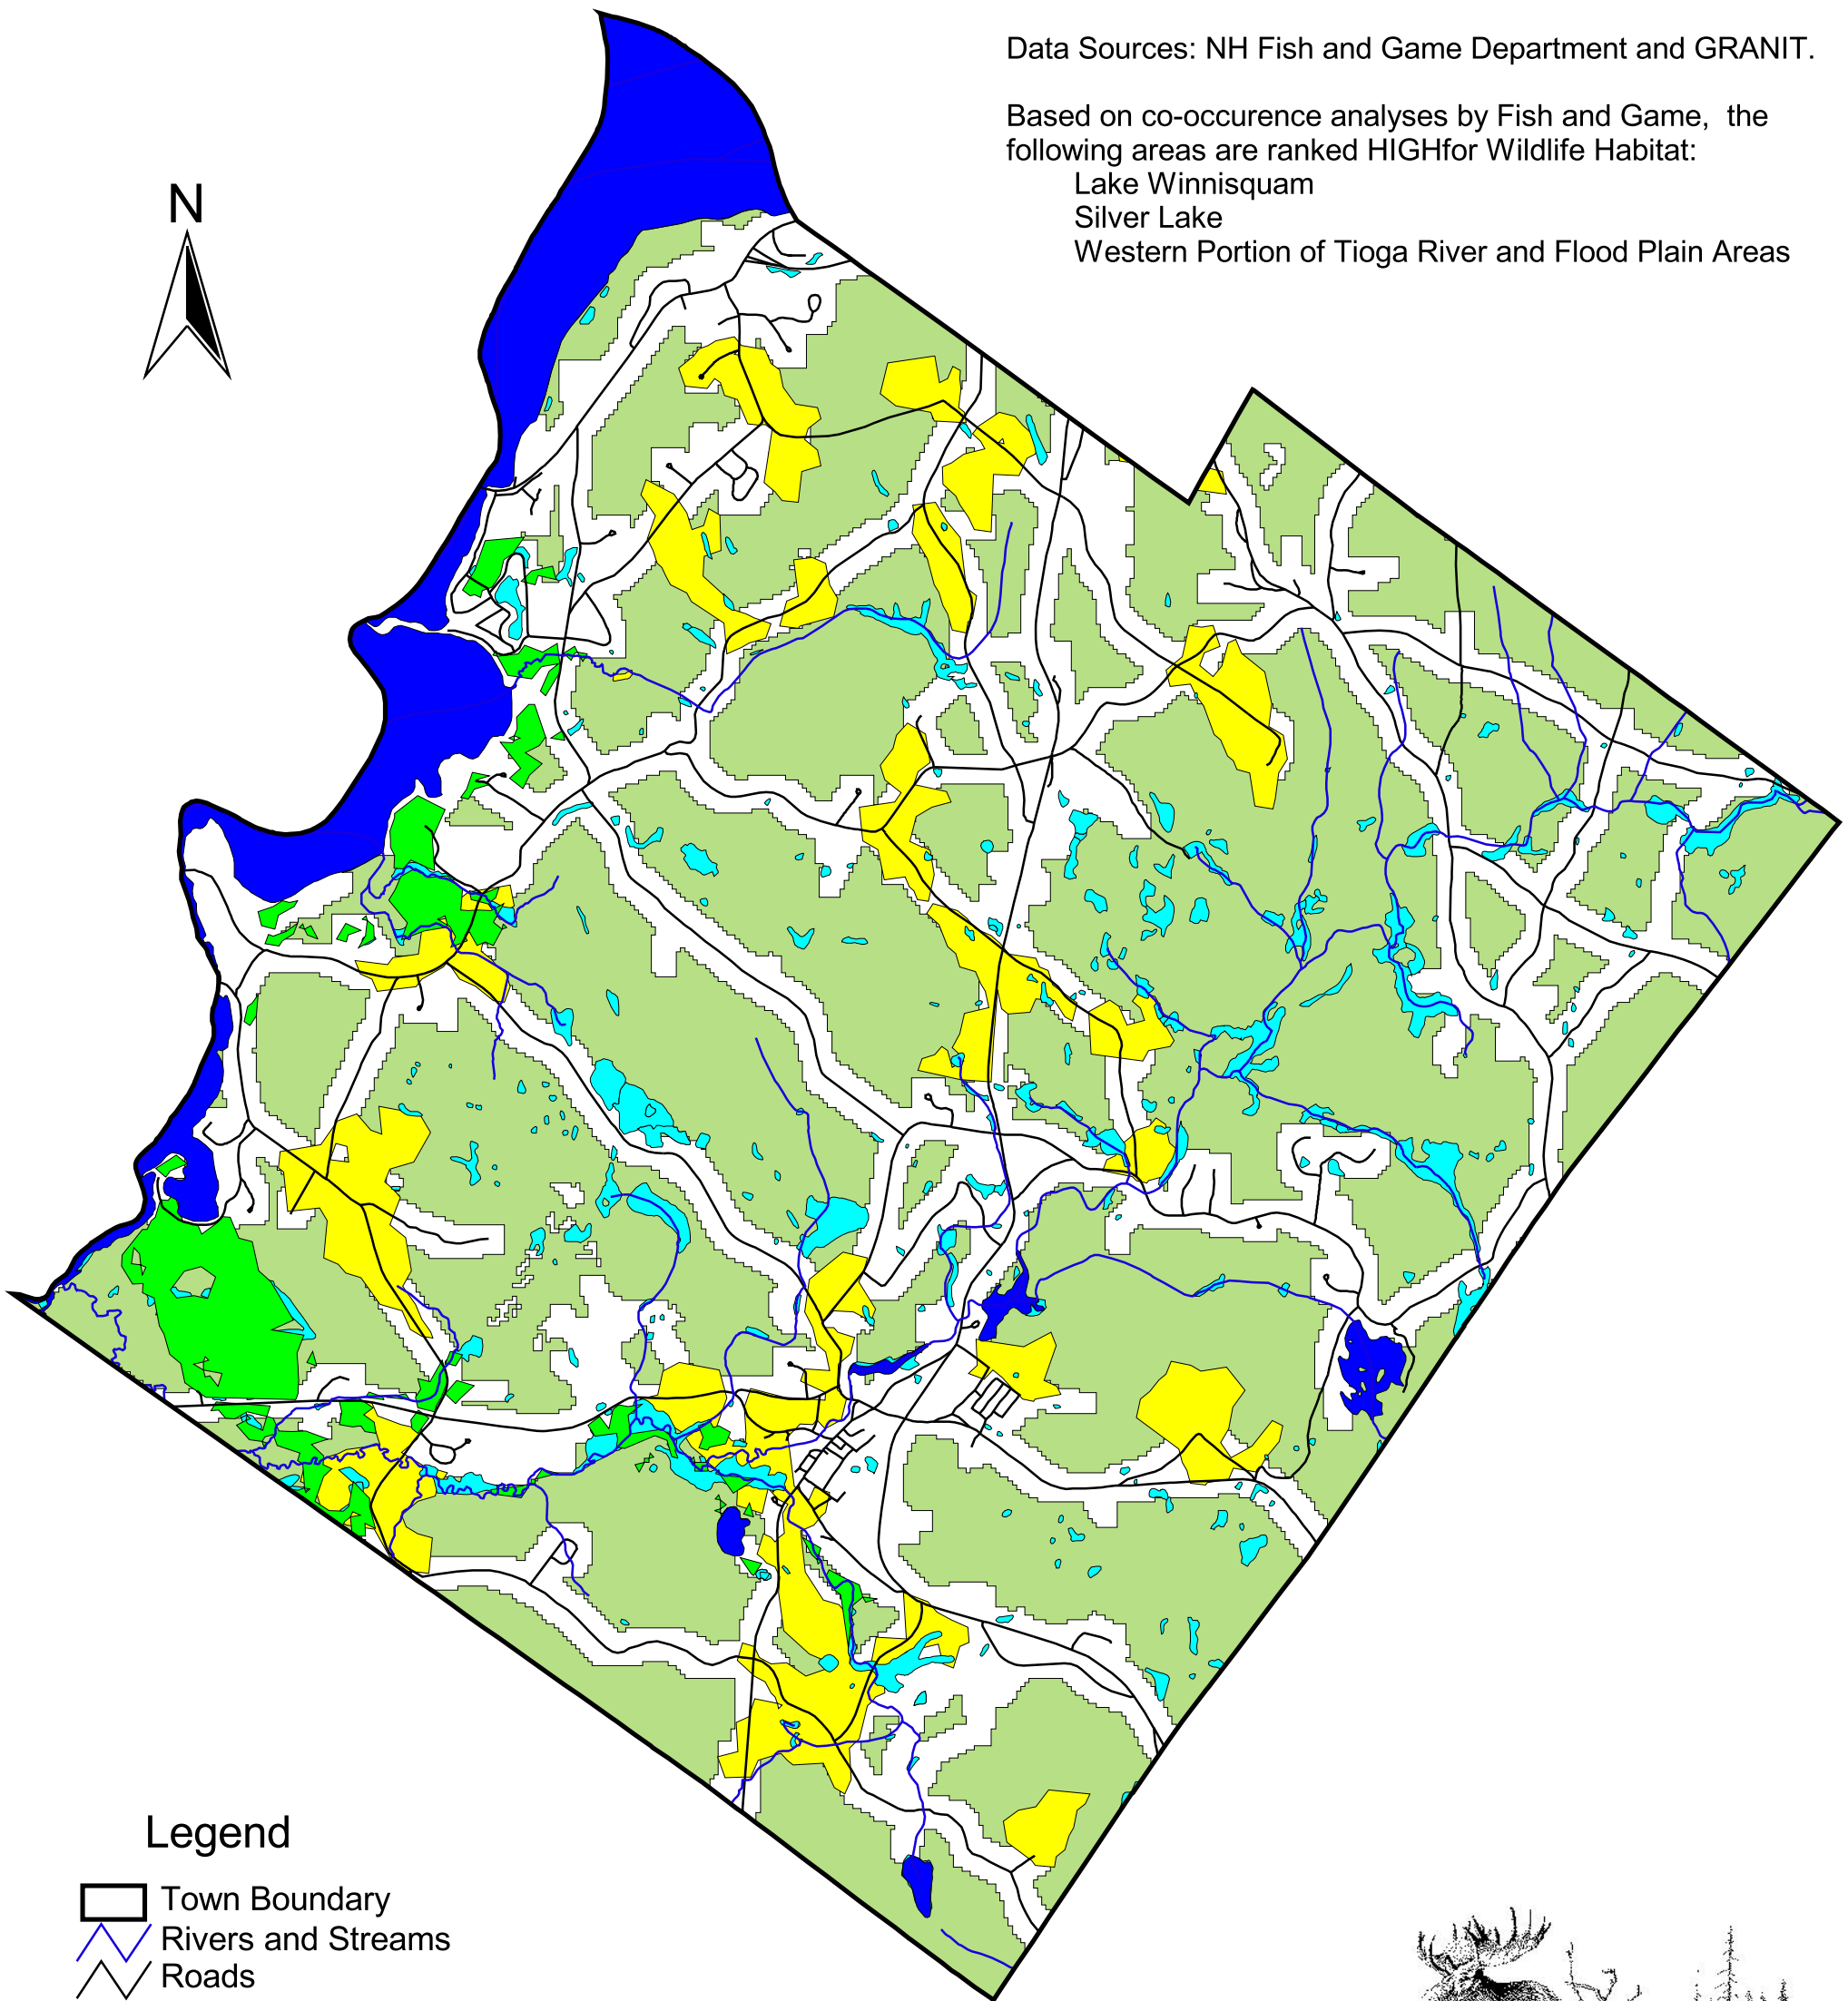 Data Sources: NH Fish and Game Department and GRANIT.
Based on co-occurence analyses by Fish and Game,  the
following areas are ranked HIGHfor Wildlife Habitat:
Lake Winnisquam
Silver Lake
Western Portion of Tioga River and Flood Plain Areas
N
Legend
Town Boundary
Rivers and Streams
Roads